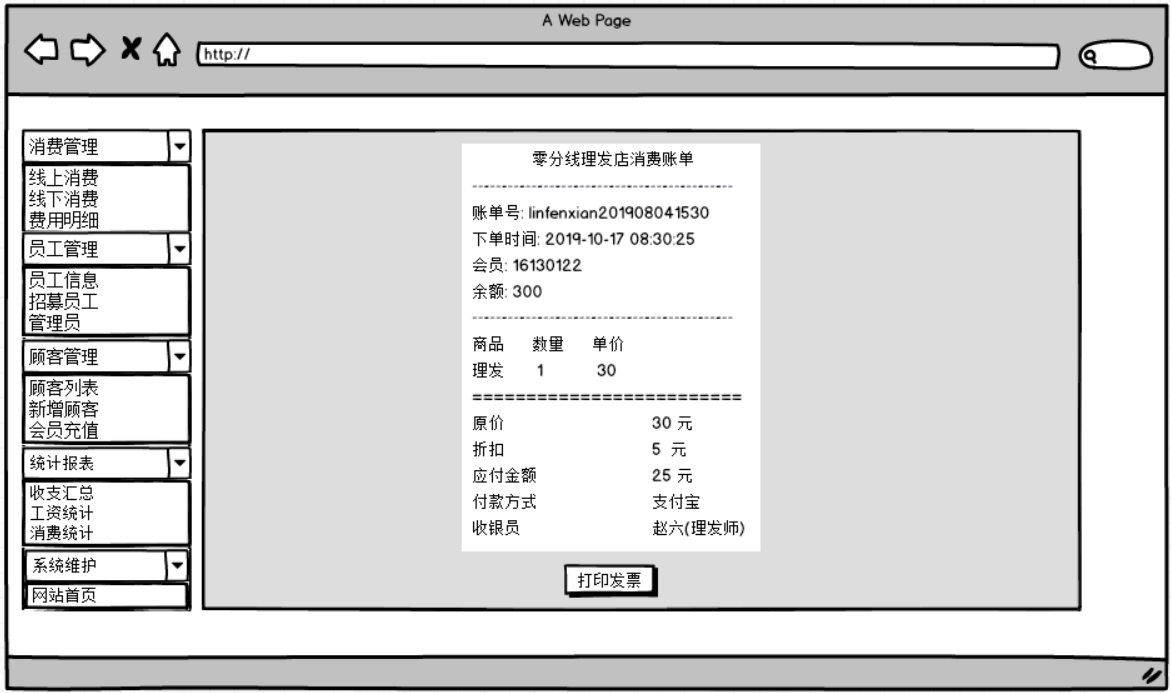 A Web Page
http://
消费管理
线上消费
线下消费
费用明细
员工管理
员工信息
招募员工
管理员
顾客管理
顾客列表
新增顾客
会员充值
统计报表
收支汇总
工资统计
消费统计
系统维护
网站首页
零分线理发店消费账单
账单号: linfenxian201908041530
下单时间: 2019-10-17 08:30:25
会员: 16130122
余额: 300
商品 数量 单价
理发 1 30
==========================
原价 30 元
折扣 5 元
应付金额 25 元
付款方式 支付宝
收银员 赵六(理发师)
打印发票